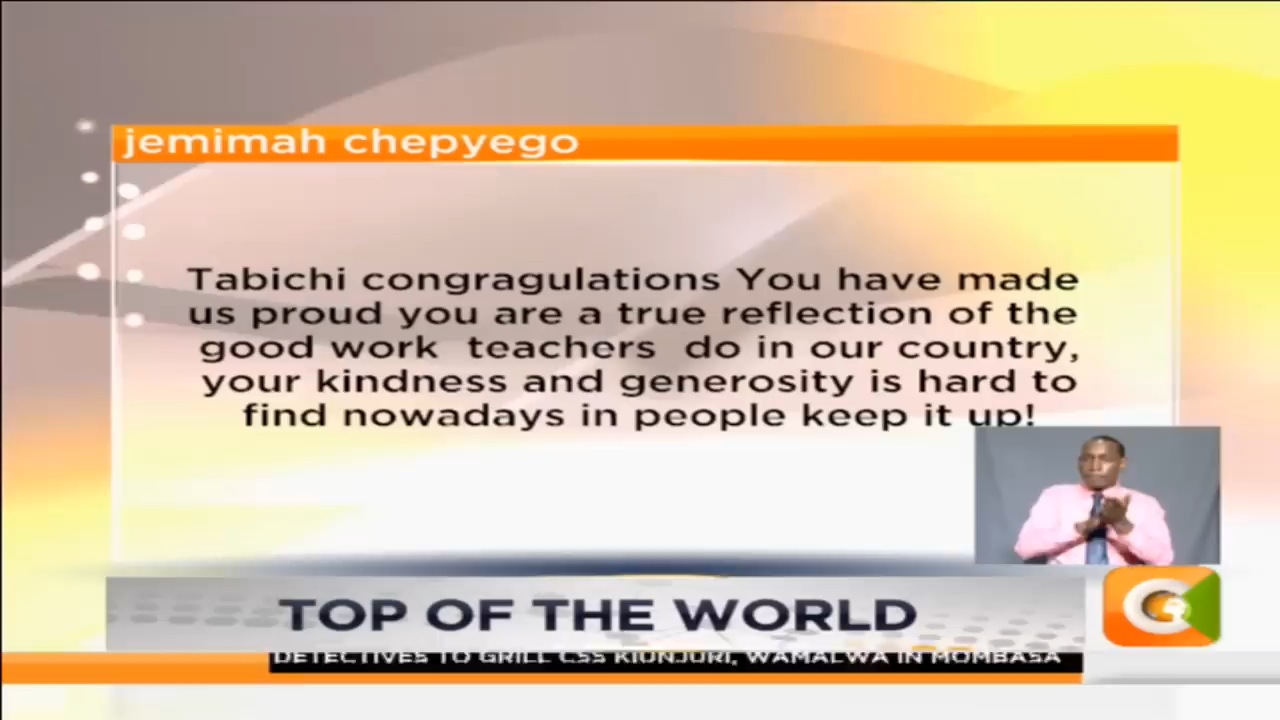 jemimah chepyego
Tabichi congragulations You have made
us proud you are a true reflection of the
good work teachers do in our country,
your kindness and generosity is hard to
find nowadays in people keep it up!
TOP OF THE WORLD
DETECTIVES TO GRILL CSS KIUNJURI, WAMALWA IN MOMBASA